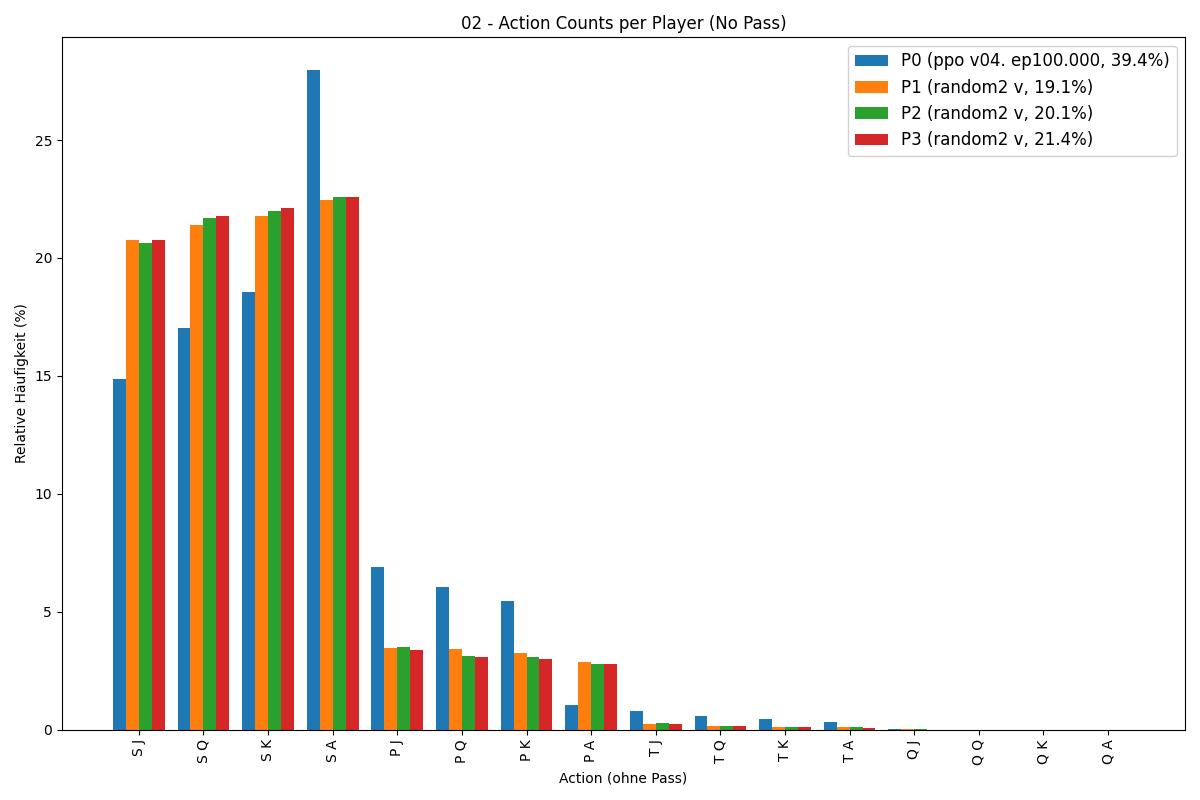 02 - Action Counts per Player (No Pass)
P0 (ppo v04. ep100.000, 39.4%)
P1 (random2 v, 19.1%)
P2 (random2 v, 20.1%)
P3 (random2 v, 21.4%)
Relative Häufigkeit (%)
25
20
15
10
5
0
S J
S Q
S K
S A
P J
P Q
P K
P A
T J
T Q
T K
T A
Q J
Q Q
Q K
Q A
Action (ohne Pass)